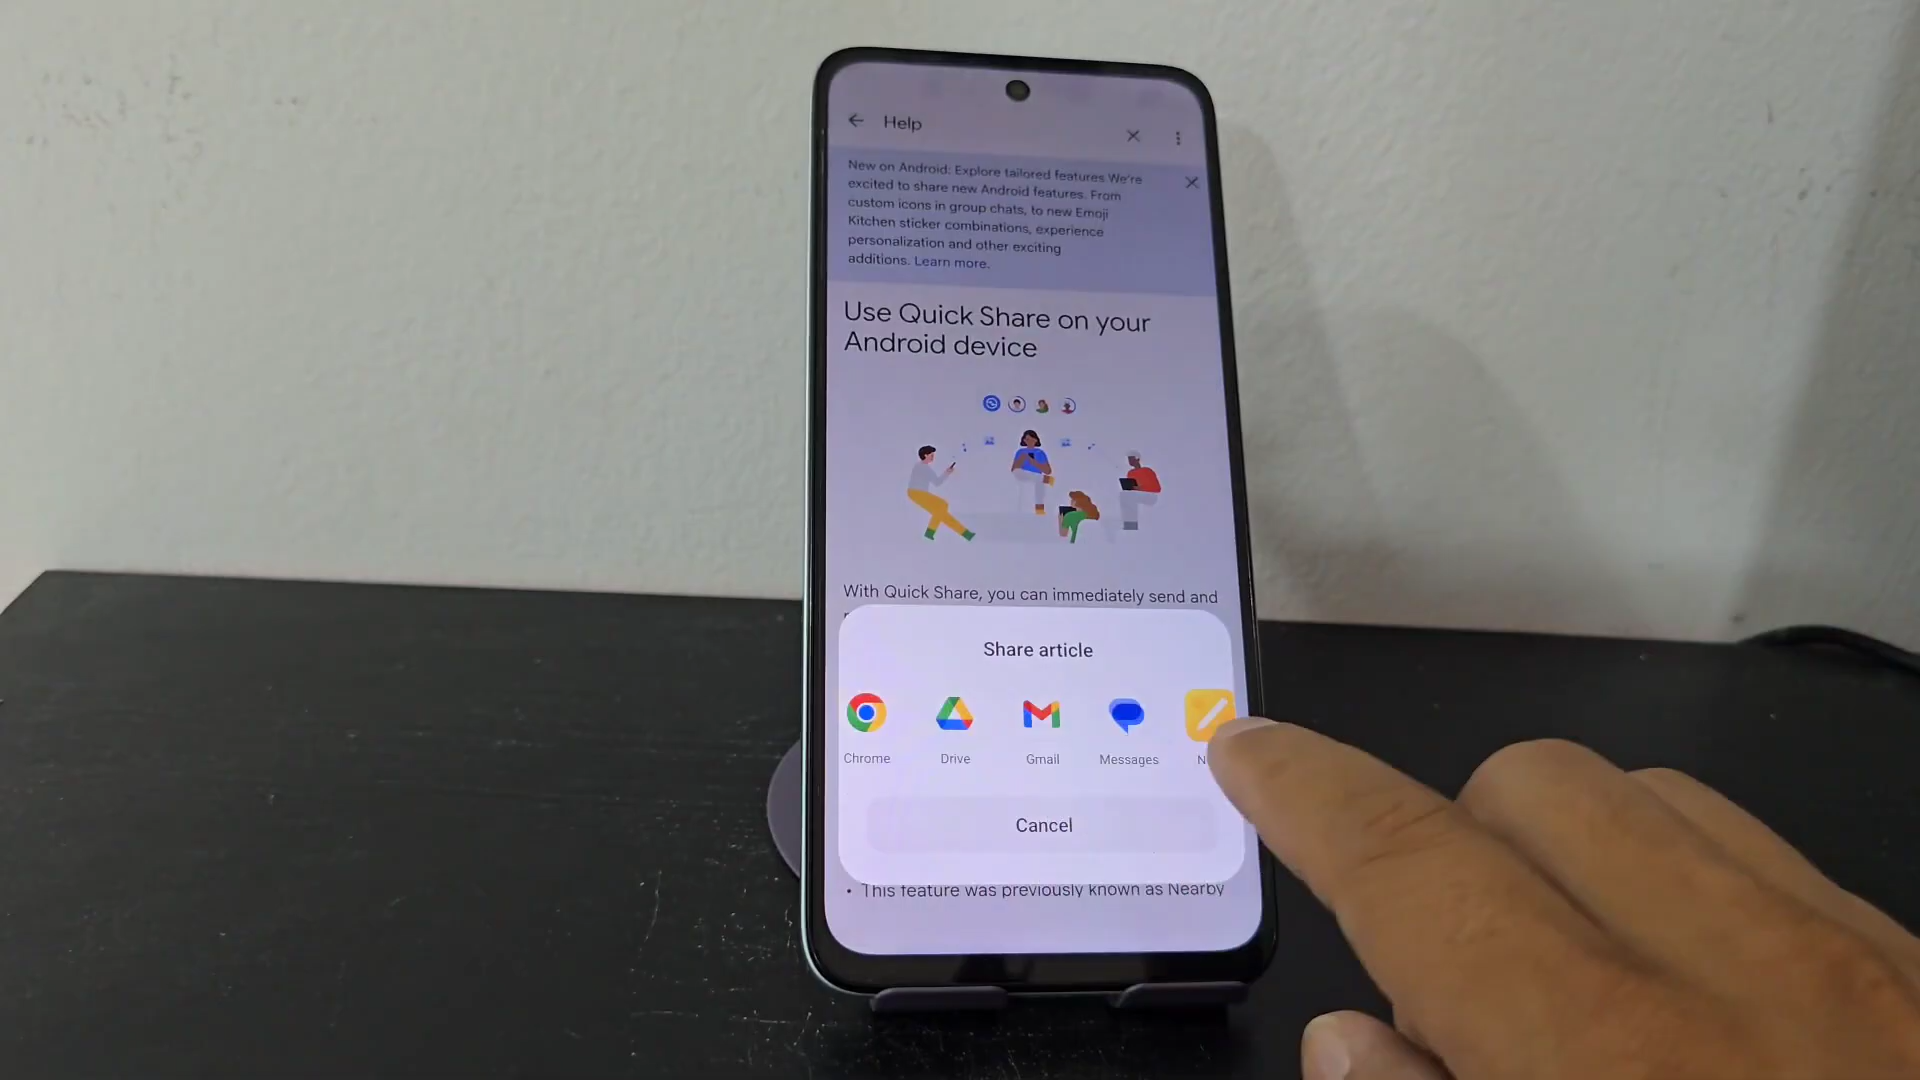 Help
New on Android: Explore tailored features We're
excited to share new Android features. From
custom icons in group chats, to new Emoji
Kitchen sticker combinations, experience
personalization and other exciting
additions. Learn more.
Use Quick Share on your
Android device
With Quick Share, you can immediately send and
Share article
Chrome
Drive
Gmail
Messages
Cancel
• This feature was previously known as Nearby